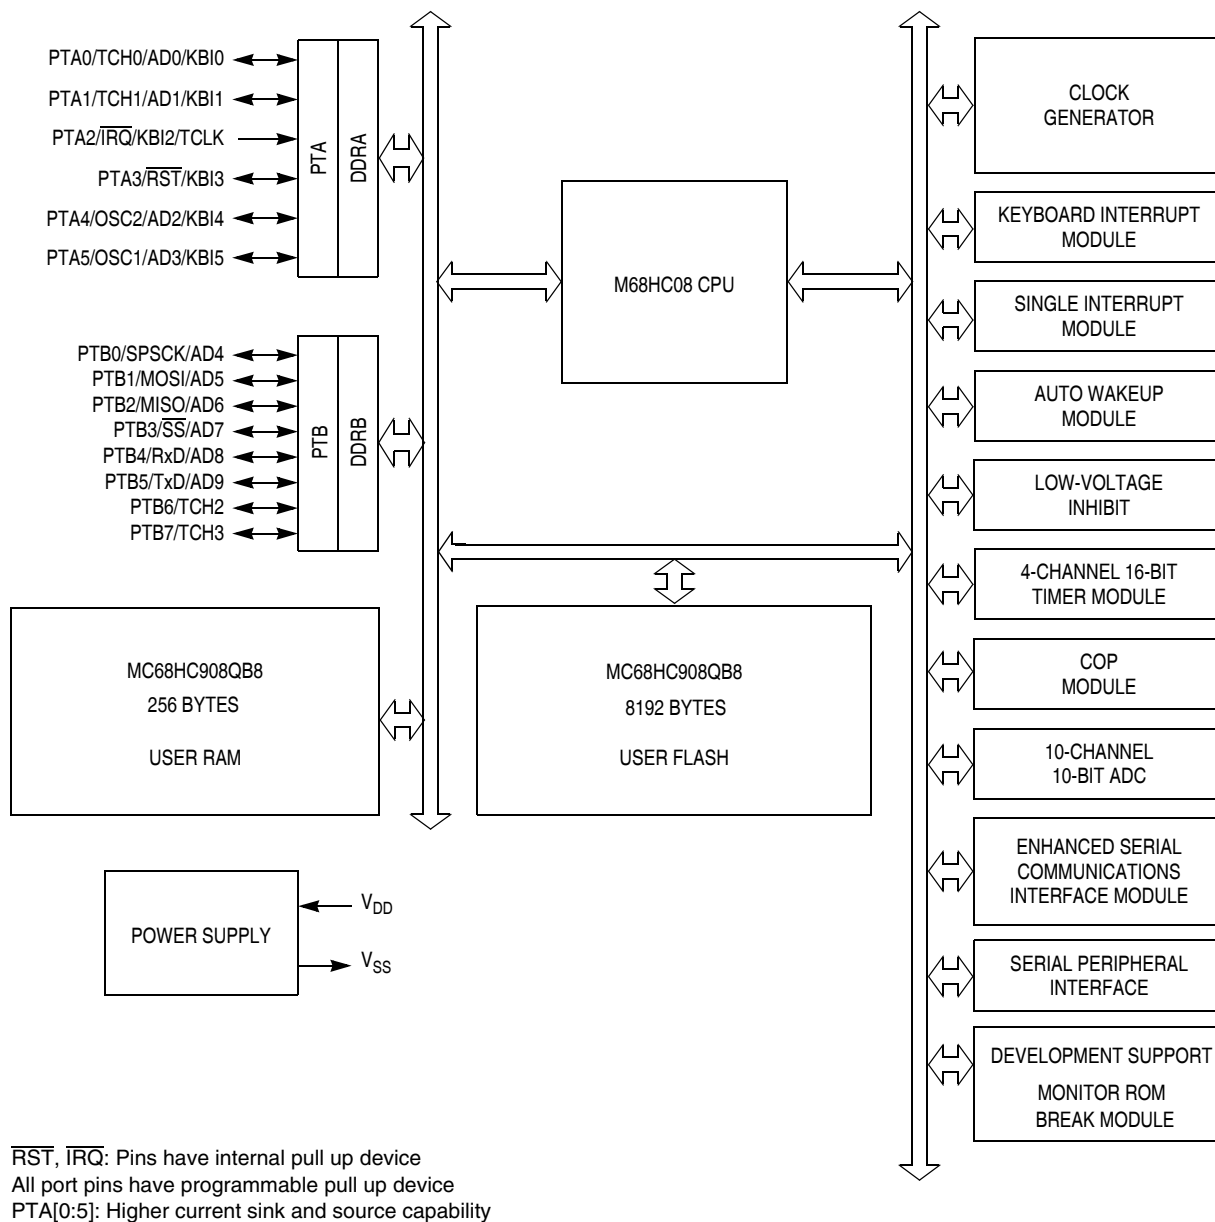 PTA0/TCH0/AD0/KBI0
PTA1/TCH1/AD1/KBI1
PTA2/I̅R̅Q̅/KBI2/TCLK
PTA3/R̅S̅T̅/KBI3
PTA4/OSC2/AD2/KBI4
PTA5/OSC1/AD3/KBI5
PTA
DDRA
PTB0/SPSCK/AD4
PTB1/MOSI/AD5
PTB2/MISO/AD6
PTB3/S̅S̅/AD7
PTB4/RxD/AD8
PTB5/TxD/AD9
PTB6/TCH2
PTB7/TCH3
PTB
DDRB
M68HC08 CPU
MC68HC908QB8
256 BYTES
USER RAM
MC68HC908QB8
8192 BYTES
USER FLASH
POWER SUPPLY
VDD
VSS
CLOCK
GENERATOR
KEYBOARD INTERRUPT
MODULE
SINGLE INTERRUPT
MODULE
AUTO WAKEUP
MODULE
LOW-VOLTAGE
INHIBIT
4-CHANNEL 16-BIT
TIMER MODULE
COP
MODULE
10-CHANNEL
10-BIT ADC
ENHANCED SERIAL
COMMUNICATIONS
INTERFACE MODULE
SERIAL PERIPHERAL
INTERFACE
DEVELOPMENT SUPPORT
MONITOR ROM
BREAK MODULE
R̅S̅T̅, I̅R̅Q̅: Pins have internal pull up device
All port pins have programmable pull up device
PTA[0:5]: Higher current sink and source capability